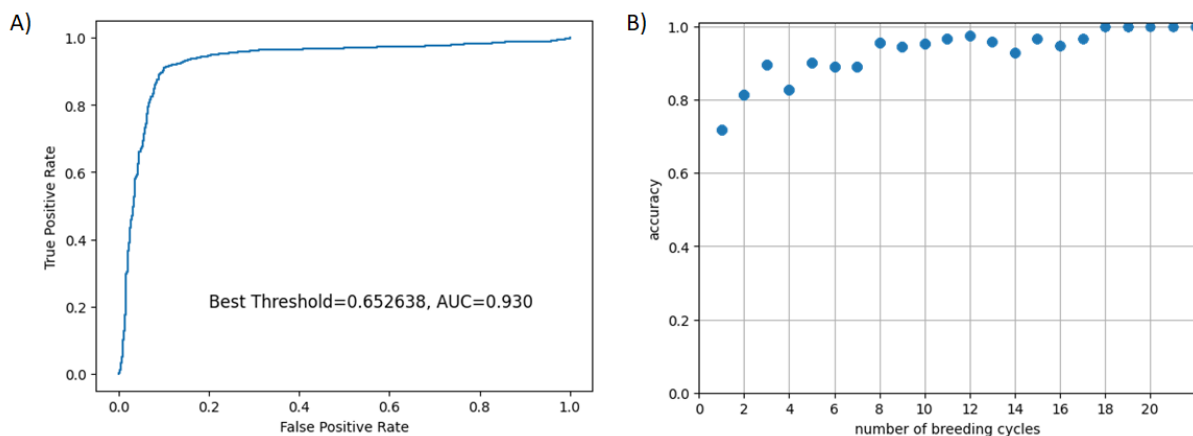 A)
1.0
0.8
0.6
0.4
0.2
0.0
True Positive Rate
Best Threshold=0.652638, AUC=0.930
0.0 0.2 0.4 0.6 0.8 1.0
False Positive Rate
B)
1.0
0.8
0.6
0.4
0.2
0.0
accuracy
0 2 4 6 8 10 12 14 16 18 20
number of breeding cycles